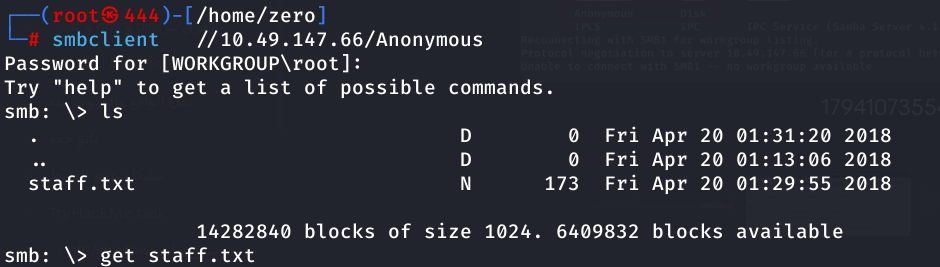 ┌──(root㉿444)-[/home/zero]
└─# smbclient   //10.49.147.66/Anonymous
Password for [WORKGROUP\root]:
Try "help" to get a list of possible commands.
smb: \> ls
  .                                   D        0  Fri Apr 20 01:31:20 2018
  ..                                  D        0  Fri Apr 20 01:13:06 2018
  staff.txt                           N      173  Fri Apr 20 01:29:55 2018
                14282840 blocks of size 1024. 6409832 blocks available
smb: \> get staff.txt
Anonymous Disk
1794107355